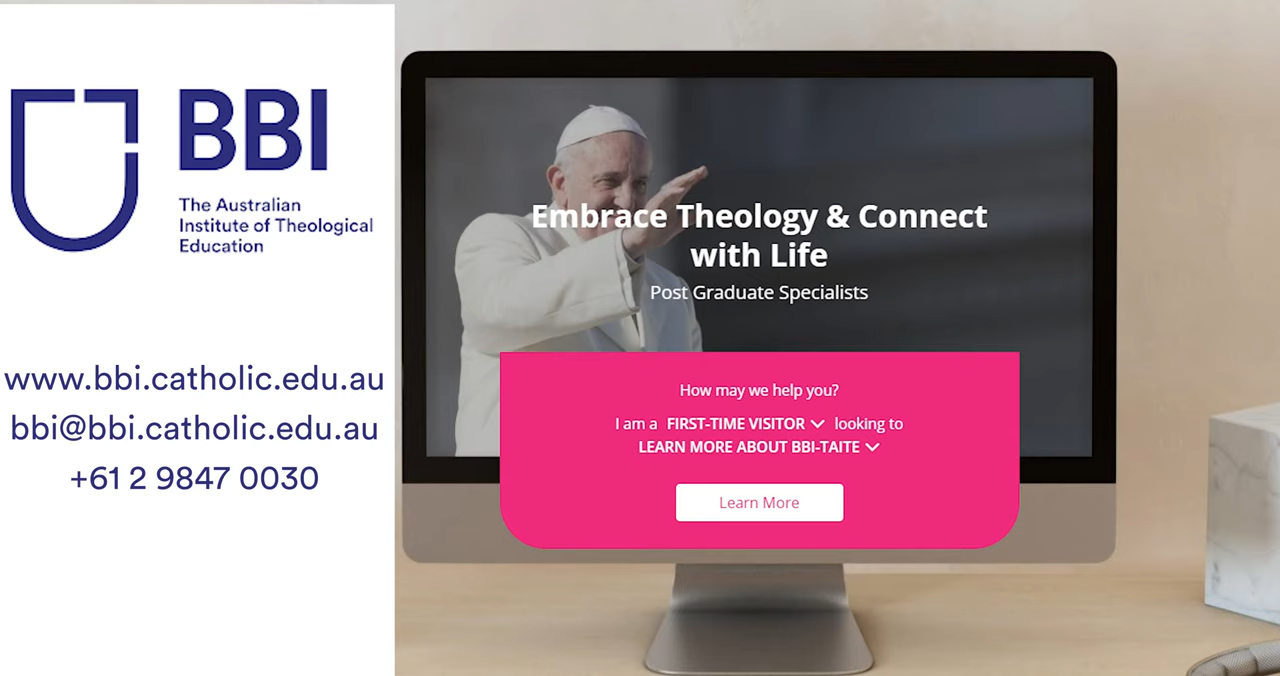 BBI
The Australian
Institute of Theological
Education
www.bbi.catholic.edu.au
bbi@bbi.catholic.edu.au
+61 2 9847 0030
Embrace Theology & Connect
with Life
Post Graduate Specialists
How may we help you?
I am a FIRST-TIME VISITOR looking to
LEARN MORE ABOUT BBI-TAITE
Learn More